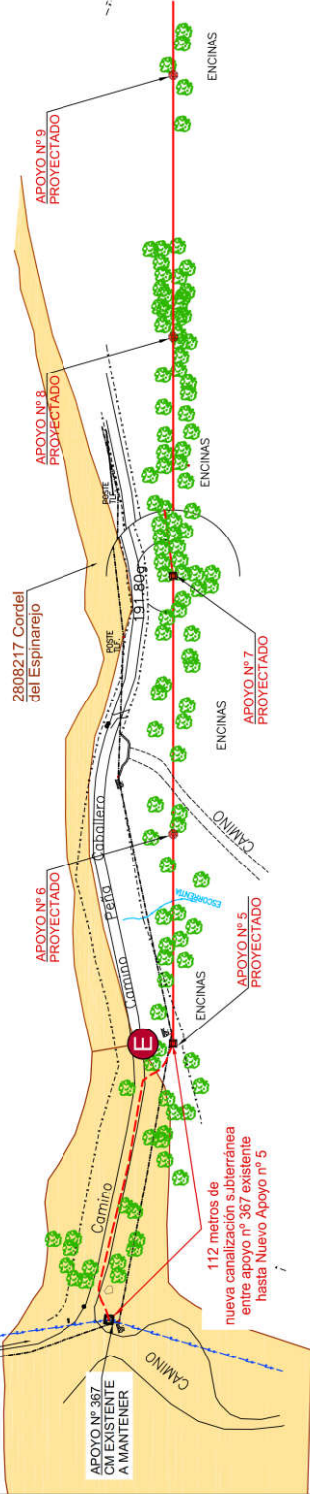 APOYO Nº 367
CM EXISTENTE
A MANTENER
CAMINO
Camino
112 metros de
nueva canalización subterránea
entre apoyo nº 367 existente
hasta Nuevo Apoyo nº 5
E
Camino
Peña
Caballero
ENCINAS
APOYO Nº 5
PROYECTADO
ESCORRENTIA
APOYO Nº 6
PROYECTADO
CAMINO
ENCINAS
2808217 Cordel
del Espinarejo
POSTE
TLF.
191.80g.
APOYO Nº 7
PROYECTADO
POSTE
TLF.
ENCINAS
APOYO Nº 8
PROYECTADO
APOYO Nº 9
PROYECTADO
ENCINAS